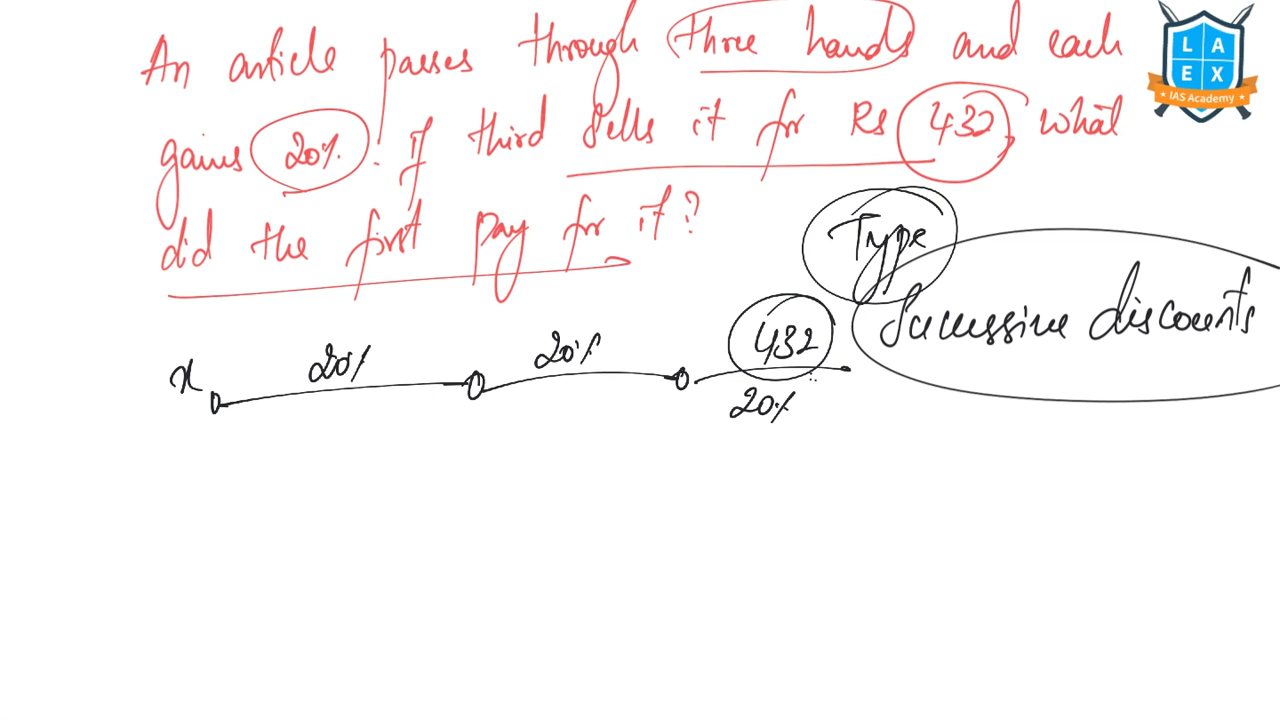 An article passes through three hands and each
gains 20%. If third sells it for Rs 432, what
did the first pay for it?
Type
Successive discounts
x 20% 20% 432
20%
L A
E X
IAS Academy